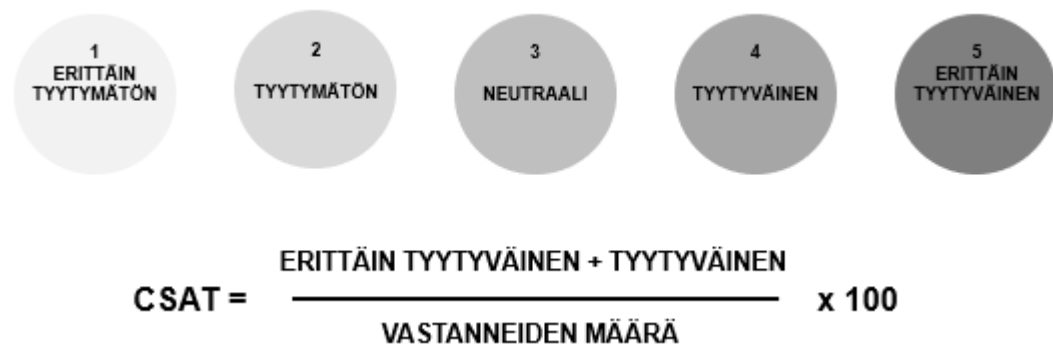 1
ERITTÄIN
TYYTYMÄTÖN
2
TYYTYMÄTÖN
3
NEUTRAALI
4
TYYTYVÄINEN
5
ERITTÄIN
TYYTYVÄINEN
ERITTÄIN TYYTYVÄINEN + TYYTYVÄINEN
CSAT =
x 100
VASTANNEIDEN MÄÄRÄ